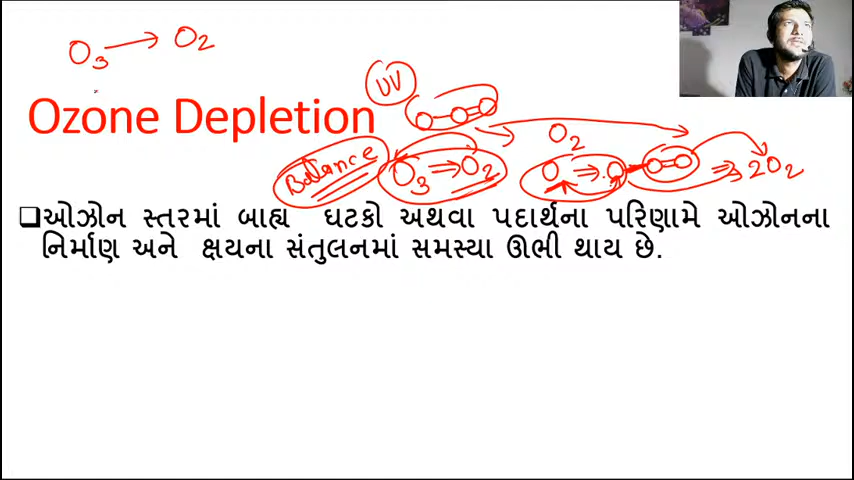 O3 → O2
UV
Ozone Depletion
O2
Balance O3 ⇒ O2 O ⇒ O O=O ⇒ 2O2
❑ઓઝોન સ્તરમાં બાહ્ય ઘટકો અથવા પદાર્થના પરિણામે ઓઝોનના
નિર્માણ અને ક્ષયના સંતુલનમાં સમસ્યા ઊભી થાય છે.